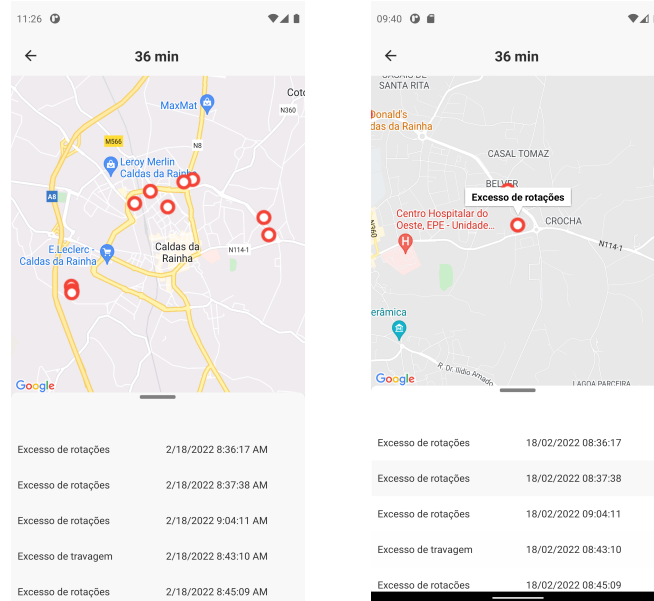 11:26
36 min
MaxMat
N360
M566
N8
Leroy Merlin
Caldas da Rainha
A8
E.Leclerc -
Caldas da Rainha
Caldas da
Rainha
N114-1
Google
Excesso de rotações 2/18/2022 8:36:17 AM
Excesso de rotações 2/18/2022 8:37:38 AM
Excesso de rotações 2/18/2022 9:04:11 AM
Excesso de travagem 2/18/2022 8:43:10 AM
Excesso de rotações 2/18/2022 8:45:09 AM
09:40
36 min
SANTA RITA
Donald's
das da Rainha
CASAL TOMAZ
BELVER
Excesso de rotações
Centro Hospitalar do
Oeste, EPE - Unidade...
CROCHA
N360
N114-1
erâmica
R. Dr. Ilídio Amado
LAGOA PARCEIRA
Google
Excesso de rotações 18/02/2022 08:36:17
Excesso de rotações 18/02/2022 08:37:38
Excesso de rotações 18/02/2022 09:04:11
Excesso de travagem 18/02/2022 08:43:10
Excesso de rotações 18/02/2022 08:45:09